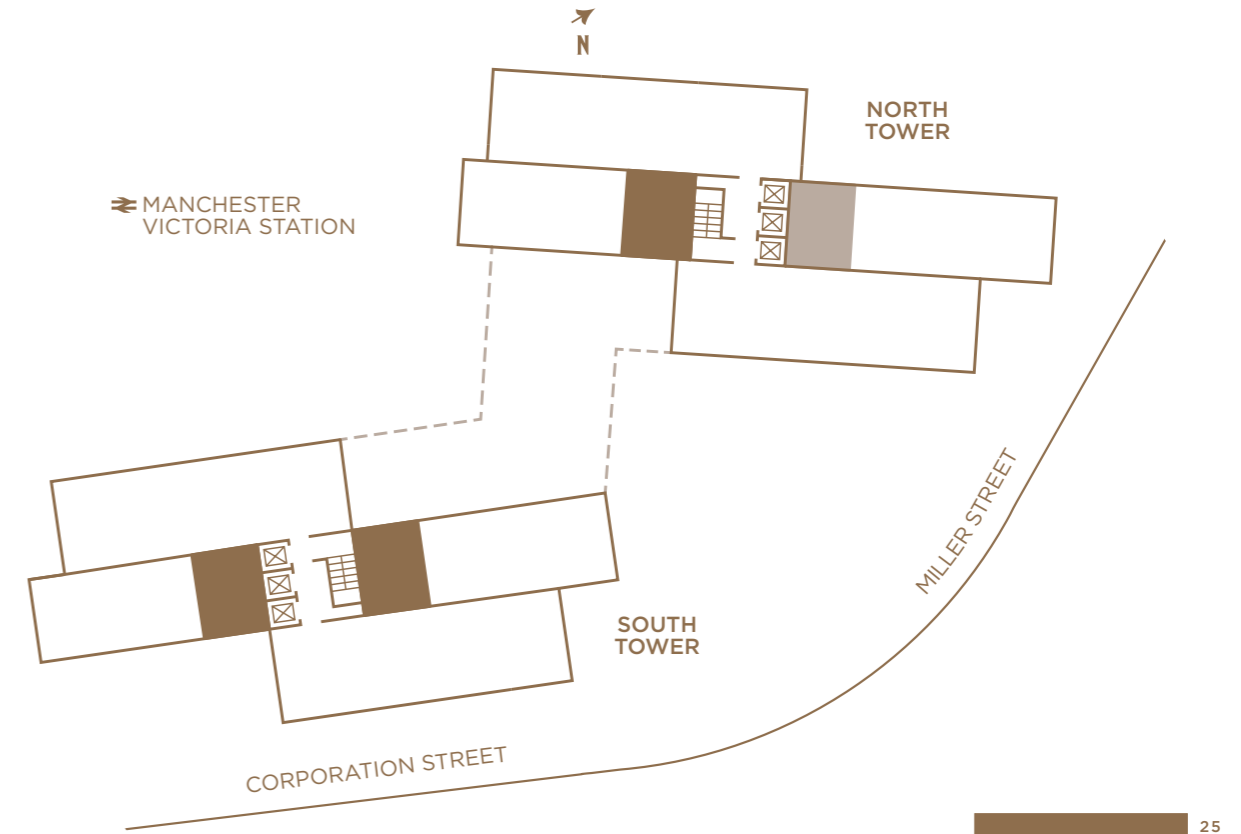 N
NORTH
TOWER
MANCHESTER
VICTORIA STATION
MILLER STREET
SOUTH
TOWER
CORPORATION STREET
25